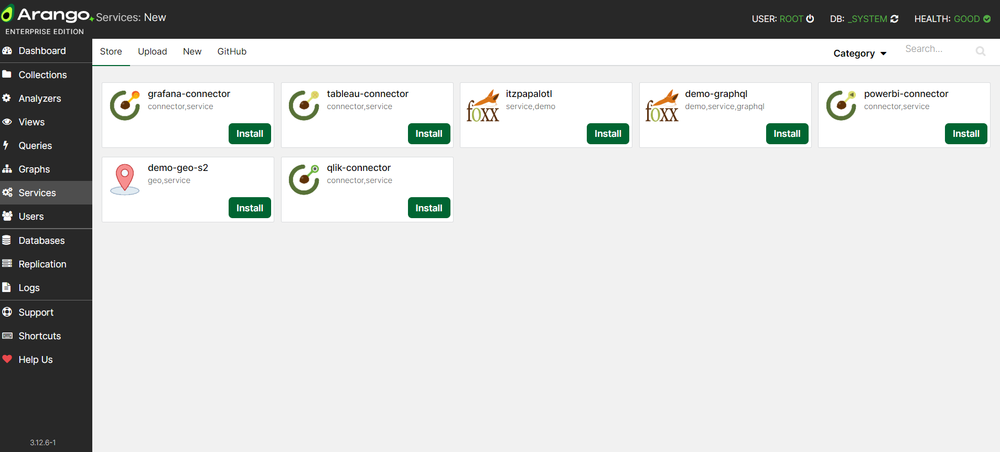 Arango Services: New
USER: ROOT DB: _SYSTEM HEALTH: GOOD
ENTERPRISE EDITION
Dashboard
Collections
Analyzers
Views
Queries
Graphs
Services
Users
Databases
Replication
Logs
Support
Shortcuts
Help Us
3.12.6-1
Store Upload New GitHub
Category Search...
grafana-connector
connector,service
Install
tableau-connector
connector,service
Install
foxx
itzpapalotl
service,demo
Install
foxx
demo-graphql
demo,service,graphql
Install
powerbi-connector
connector,service
Install
demo-geo-s2
geo,service
Install
qlik-connector
connector,service
Install